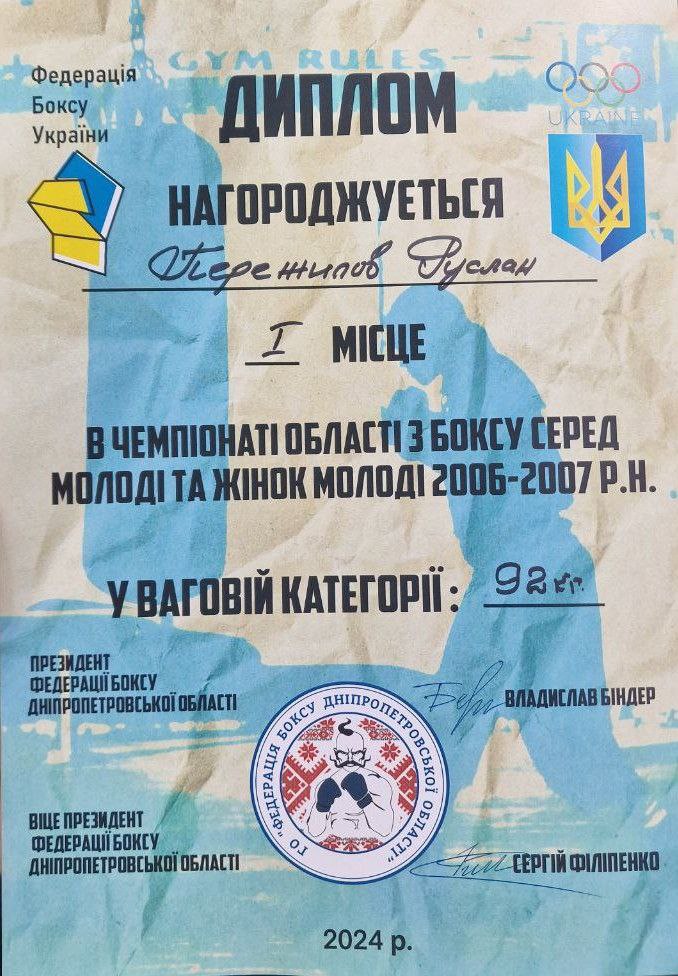 GYM RULES
Федерація
Боксу
України
ДИПЛОМ
UKRAINE
НАГОРОДЖУЄТЬСЯ
Пережилов Руслан
I МІСЦЕ
В ЧЕМПІОНАТІ ОБЛАСТІ З БОКСУ СЕРЕД
МОЛОДІ ТА ЖІНОК МОЛОДІ 2006-2007 Р.Н.
У ВАГОВІЙ КАТЕГОРІЇ : 92 кг.
ПРЕЗИДЕНТ
ФЕДЕРАЦІЇ БОКСУ
ДНІПРОПЕТРОВСЬКОЇ ОБЛАСТІ
ВЛАДИСЛАВ БІНДЕР
ГО "ФЕДЕРАЦІЯ БОКСУ ДНІПРОПЕТРОВСЬКОЇ ОБЛАСТІ"
ВІЦЕ ПРЕЗИДЕНТ
ФЕДЕРАЦІЇ БОКСУ
ДНІПРОПЕТРОВСЬКОЇ ОБЛАСТІ
СЕРГІЙ ФІЛІПЕНКО
2024 р.